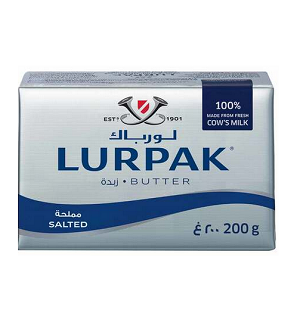 EST. 1901
100%
MADE FROM FRESH
COW'S MILK
لورباك
LURPAK®
زبدة • BUTTER
مملحة
SALTED
٢٠٠ غ 200 g